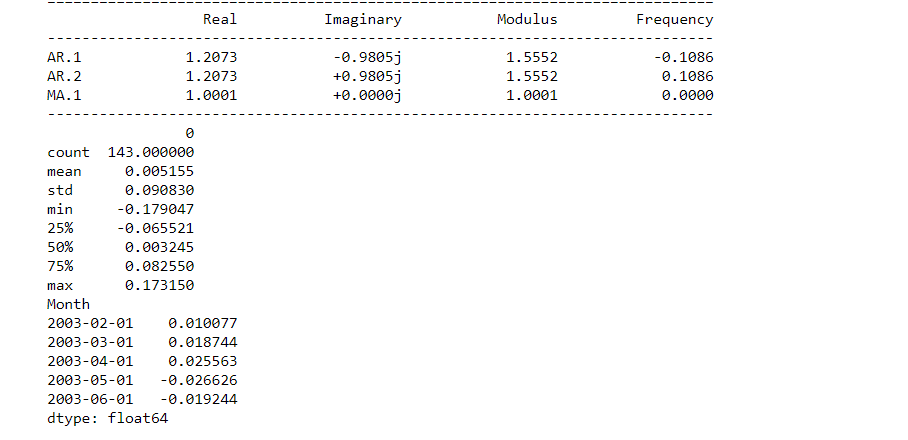 -----------------------------------------------------------------------------
                  Real          Imaginary           Modulus         Frequency
-----------------------------------------------------------------------------
AR.1            1.2073           -0.9805j            1.5552           -0.1086
AR.2            1.2073           +0.9805j            1.5552            0.1086
MA.1            1.0001           +0.0000j            1.0001            0.0000
-----------------------------------------------------------------------------
                0
count  143.000000
mean     0.005155
std      0.090830
min     -0.179047
25%     -0.065521
50%      0.003245
75%      0.082550
max      0.173150
Month
2003-02-01    0.010077
2003-03-01    0.018744
2003-04-01    0.025563
2003-05-01   -0.026626
2003-06-01   -0.019244
dtype: float64